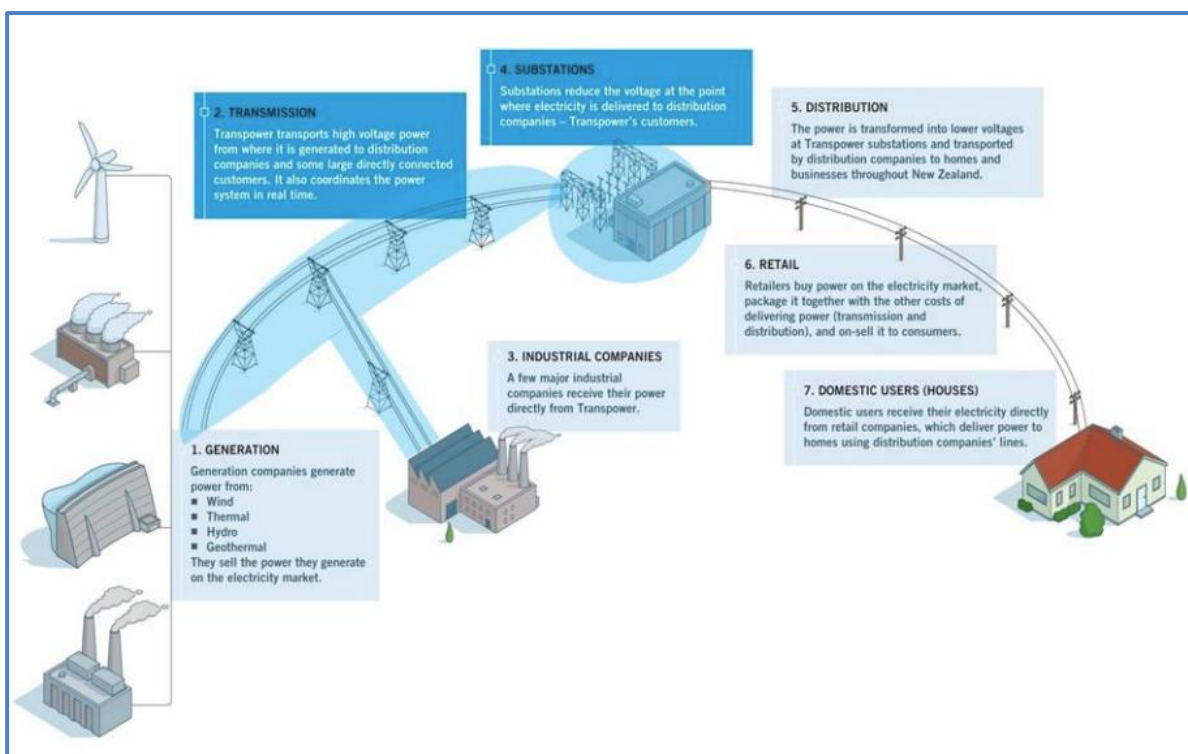 1. GENERATION
Generation companies generate
power from:
■ Wind
■ Thermal
■ Hydro
■ Geothermal
They sell the power they generate
on the electricity market.
2. TRANSMISSION
Transpower transports high voltage power
from where it is generated to distribution
companies and some large directly connected
customers. It also coordinates the power
system in real time.
3. INDUSTRIAL COMPANIES
A few major industrial
companies receive their power
directly from Transpower.
4. SUBSTATIONS
Substations reduce the voltage at the point
where electricity is delivered to distribution
companies – Transpower's customers.
5. DISTRIBUTION
The power is transformed into lower voltages
at Transpower substations and transported
by distribution companies to homes and
businesses throughout New Zealand.
6. RETAIL
Retailers buy power on the electricity market,
package it together with the other costs of
delivering power (transmission and
distribution), and on-sell it to consumers.
7. DOMESTIC USERS (HOUSES)
Domestic users receive their electricity directly
from retail companies, which deliver power to
homes using distribution companies' lines.